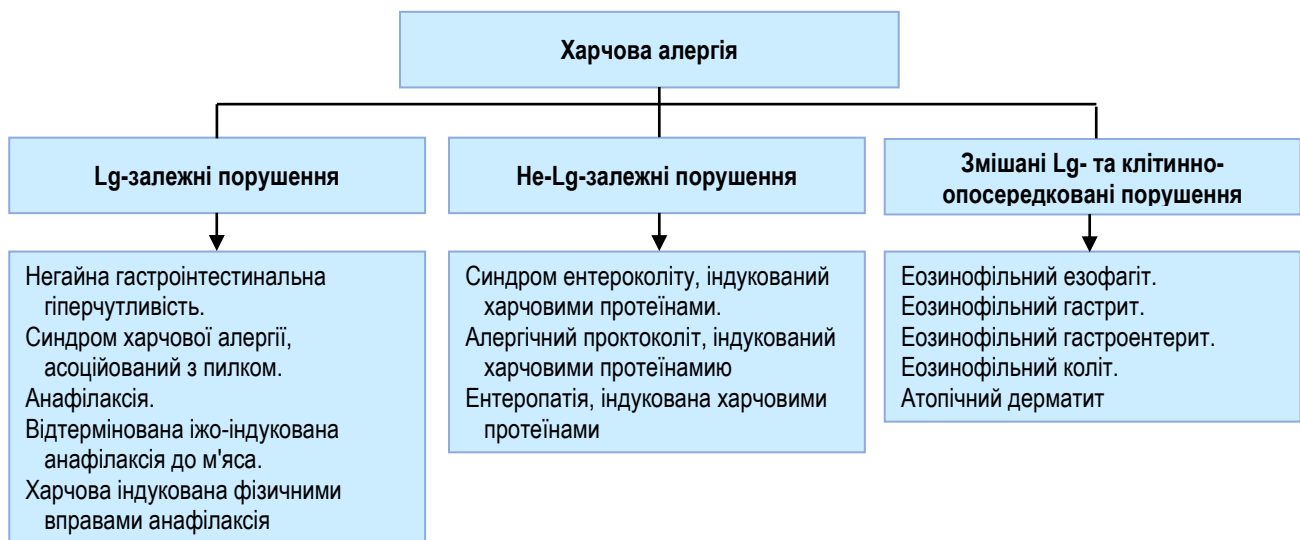 Харчова алергія
Lg-залежні порушення
Не-Lg-залежні порушення
Змішані Lg- та клітинно-
опосередковані порушення
Негайна гастроінтестинальна
гіперчутливість.
Синдром харчової алергії,
асоційований з пилком.
Анафілаксія.
Відтермінована їжо-індукована
анафілаксія до м'яса.
Харчова індукована фізичними
вправами анафілаксія
Синдром ентероколіту, індукований
харчовими протеїнами.
Алергічний проктоколіт, індукований
харчовими протеїнамию
Ентеропатія, індукована харчовими
протеїнами
Еозинофільний езофагіт.
Еозинофільний гастрит.
Еозинофільний гастроентерит.
Еозинофільний коліт.
Атопічний дерматит